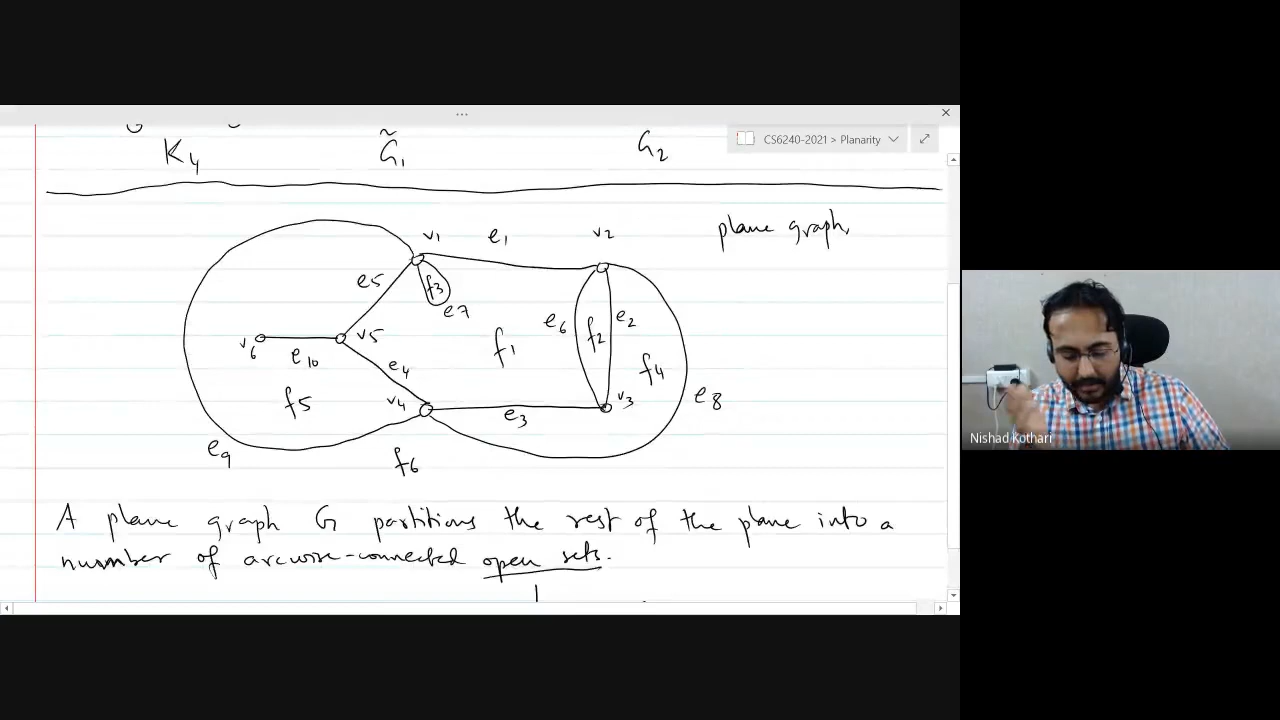 CS6240-2021 > Planarity
K4
G̃1
G2
plane graph,
v1
e1
v2
e5
f3
e7
e6
f2
e2
v6
e10
v5
f1
f4
e4
f5
v4
e3
v3
e8
e9
f6
A plane graph G partitions the rest of the plane into a
number of arcwise-connected open sets.
Nishad Kothari